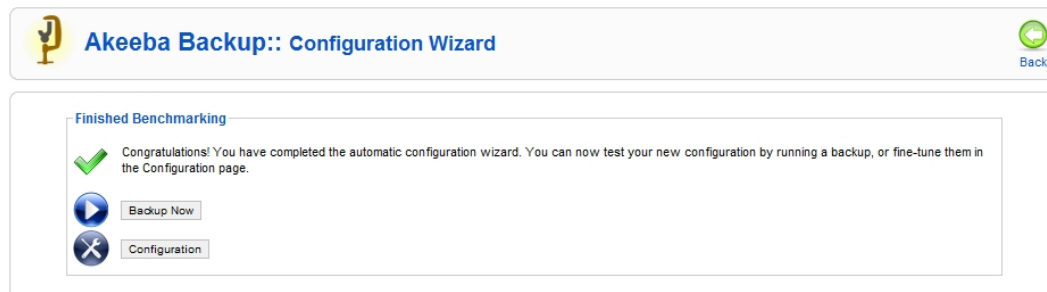 Akeeba Backup:: Configuration Wizard
Back
Finished Benchmarking
Congratulations! You have completed the automatic configuration wizard. You can now test your new configuration by running a backup, or fine-tune them in
the Configuration page.
Backup Now
Configuration